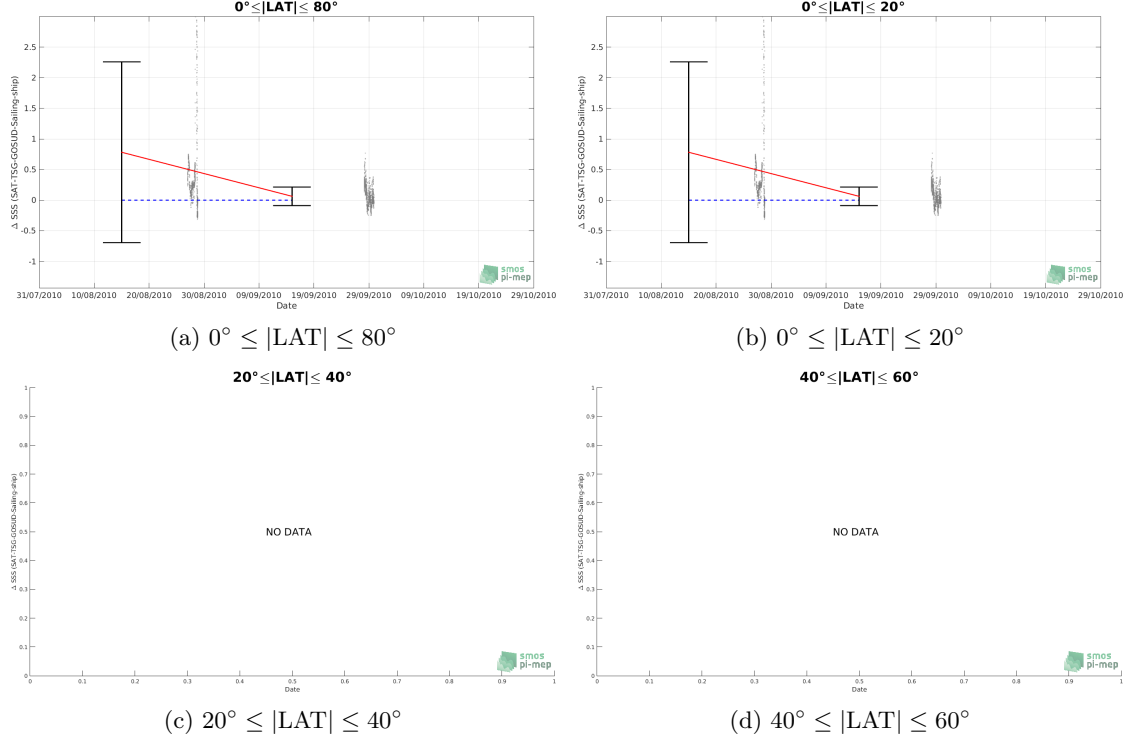 0°≤|LAT|≤ 80°
Δ SSS (SAT-TSG-GOSUD-Sailing-ship)
2.5
2
1.5
1
0.5
0
-0.5
-1
31/07/2010 10/08/2010 20/08/2010 30/08/2010 09/09/2010 19/09/2010 29/09/2010 09/10/2010 19/10/2010 29/10/2010
Date
smos
pi-mep
(a) 0° ≤ |LAT| ≤ 80°
0°≤|LAT|≤ 20°
Δ SSS (SAT-TSG-GOSUD-Sailing-ship)
2.5
2
1.5
1
0.5
0
-0.5
-1
31/07/2010 10/08/2010 20/08/2010 30/08/2010 09/09/2010 19/09/2010 29/09/2010 09/10/2010 19/10/2010 29/10/2010
Date
smos
pi-mep
(b) 0° ≤ |LAT| ≤ 20°
20°≤|LAT|≤ 40°
Δ SSS (SAT-TSG-GOSUD-Sailing-ship)
1
0.9
0.8
0.7
0.6
0.5
0.4
0.3
0.2
0.1
0
NO DATA
0 0.1 0.2 0.3 0.4 0.5 0.6 0.7 0.8 0.9 1
Date
smos
pi-mep
(c) 20° ≤ |LAT| ≤ 40°
40°≤|LAT|≤ 60°
Δ SSS (SAT-TSG-GOSUD-Sailing-ship)
1
0.9
0.8
0.7
0.6
0.5
0.4
0.3
0.2
0.1
0
NO DATA
0 0.1 0.2 0.3 0.4 0.5 0.6 0.7 0.8 0.9 1
Date
smos
pi-mep
(d) 40° ≤ |LAT| ≤ 60°